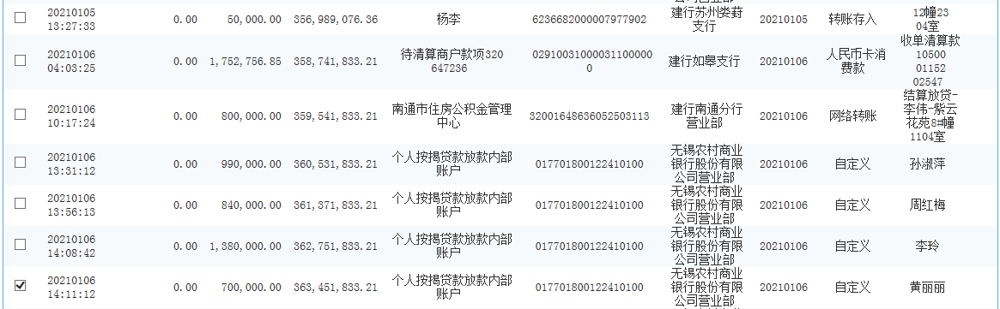 20210105
13:27:33
0.00
50,000.00
356,989,076.36
杨李
6236682000007977902
建行苏州娄葑
支行
20210105
转账存入
12幢23
04室
20210106
04:03:25
0.00
1,752,756.85
358,741,833.21
待清算商户款项320
647236
02910031000031100000
0
建行如皋支行
20210106
人民币卡消
费款
收单清算款
10500
01152
02547
20210106
10:17:24
0.00
800,000.00
359,541,833.21
南通市住房公积金管理
中心
32001648636052503113
建行南通分行
营业部
20210106
网络转账
结算放贷-
李伟-紫云
花苑8#幢
1104室
20210106
13:31:12
0.00
990,000.00
360,531,833.21
个人按揭贷款放款内部
账户
017701800122410100
无锡农村商业
银行股份有限
公司营业部
20210106
自定义
孙淑萍
20210106
13:56:13
0.00
840,000.00
361,371,833.21
个人按揭贷款放款内部
账户
017701800122410100
无锡农村商业
银行股份有限
公司营业部
20210106
自定义
周红梅
20210106
14:08:42
0.00
1,380,000.00
362,751,833.21
个人按揭贷款放款内部
账户
017701800122410100
无锡农村商业
银行股份有限
公司营业部
20210106
自定义
李玲
20210106
14:11:12
0.00
700,000.00
363,451,833.21
个人按揭贷款放款内部
账户
017701800122410100
无锡农村商业
银行股份有限
公司营业部
20210106
自定义
黄丽丽